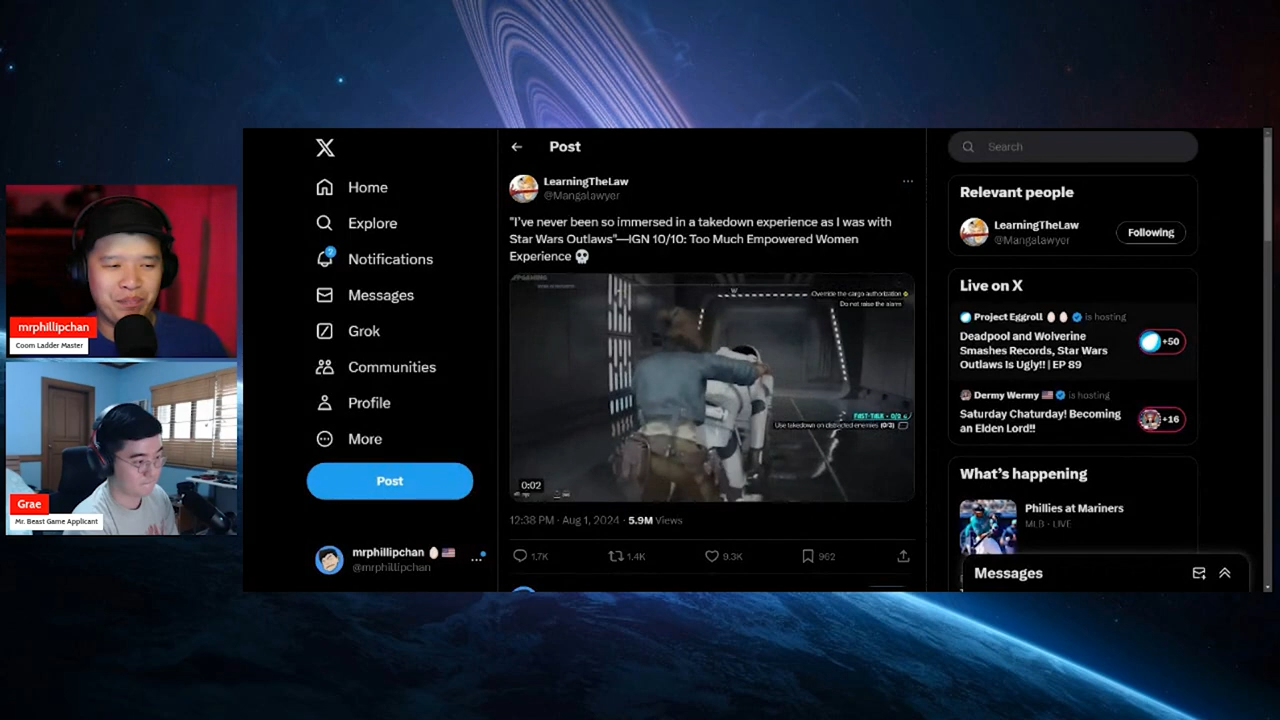 mrphillipchan
Coom Ladder Master
Grae
Mr. Beast Game Applicant
Home
Explore
2
Notifications
Messages
Grok
Communities
Profile
More
Post
mrphillipchan
@mrphillipchan
Post
LearningTheLaw
@Mangalawyer
"I've never been so immersed in a takedown experience as I was with
Star Wars Outlaws"—IGN 10/10: Too Much Empowered Women
Experience
Override the cargo authorization
Do not raise the alarm
FAST-TALK • 0/2
Use takedown on distracted enemies (0/3)
0:02
12:38 PM · Aug 1, 2024 · 5.9M Views
1.7K 1.4K 9.3K 962
Search
Relevant people
LearningTheLaw
@Mangalawyer
Following
Live on X
Project Eggroll is hosting
Deadpool and Wolverine
Smashes Records, Star Wars
Outlaws Is Ugly!! | EP 89
+50
Dermy Wermy is hosting
Saturday Chaturday! Becoming
an Elden Lord!!
+16
What's happening
Phillies at Mariners
MLB · LIVE
Messages